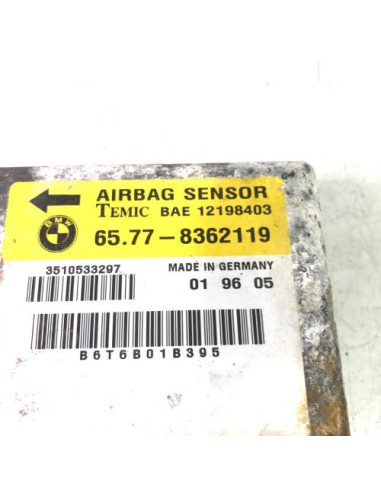 AIRBAG SENSOR
TEMIC BAE 12198403
BMW
65.77-8362119
3510533297
MADE IN GERMANY
01 96 05
B6T6B01B395